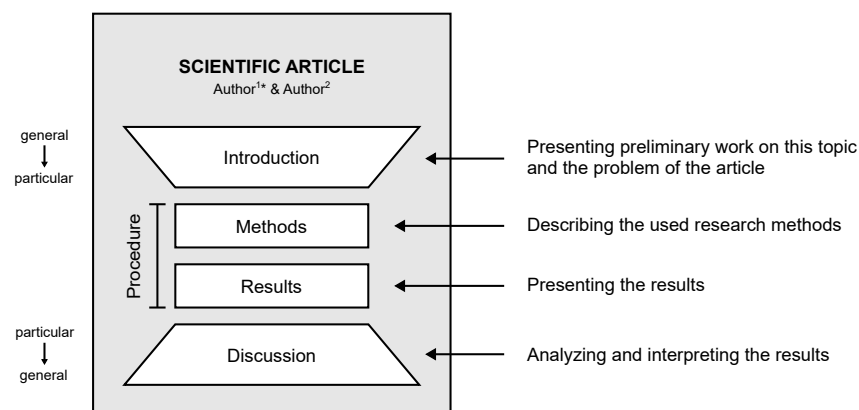 SCIENTIFIC ARTICLE
Author¹* & Author²
general
particular
Introduction
Presenting preliminary work on this topic
and the problem of the article
Procedure
Methods
Describing the used research methods
Results
Presenting the results
particular
general
Discussion
Analyzing and interpreting the results